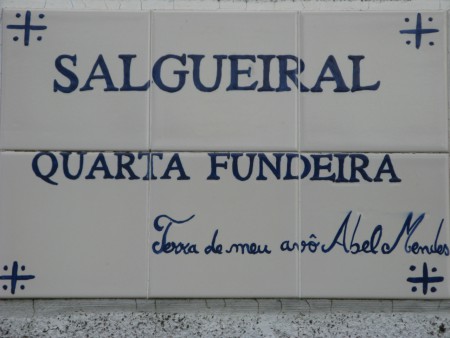 SALGUEIRAL
QUARTA FUNDEIRA
Terra de meu avô Abel Mendes